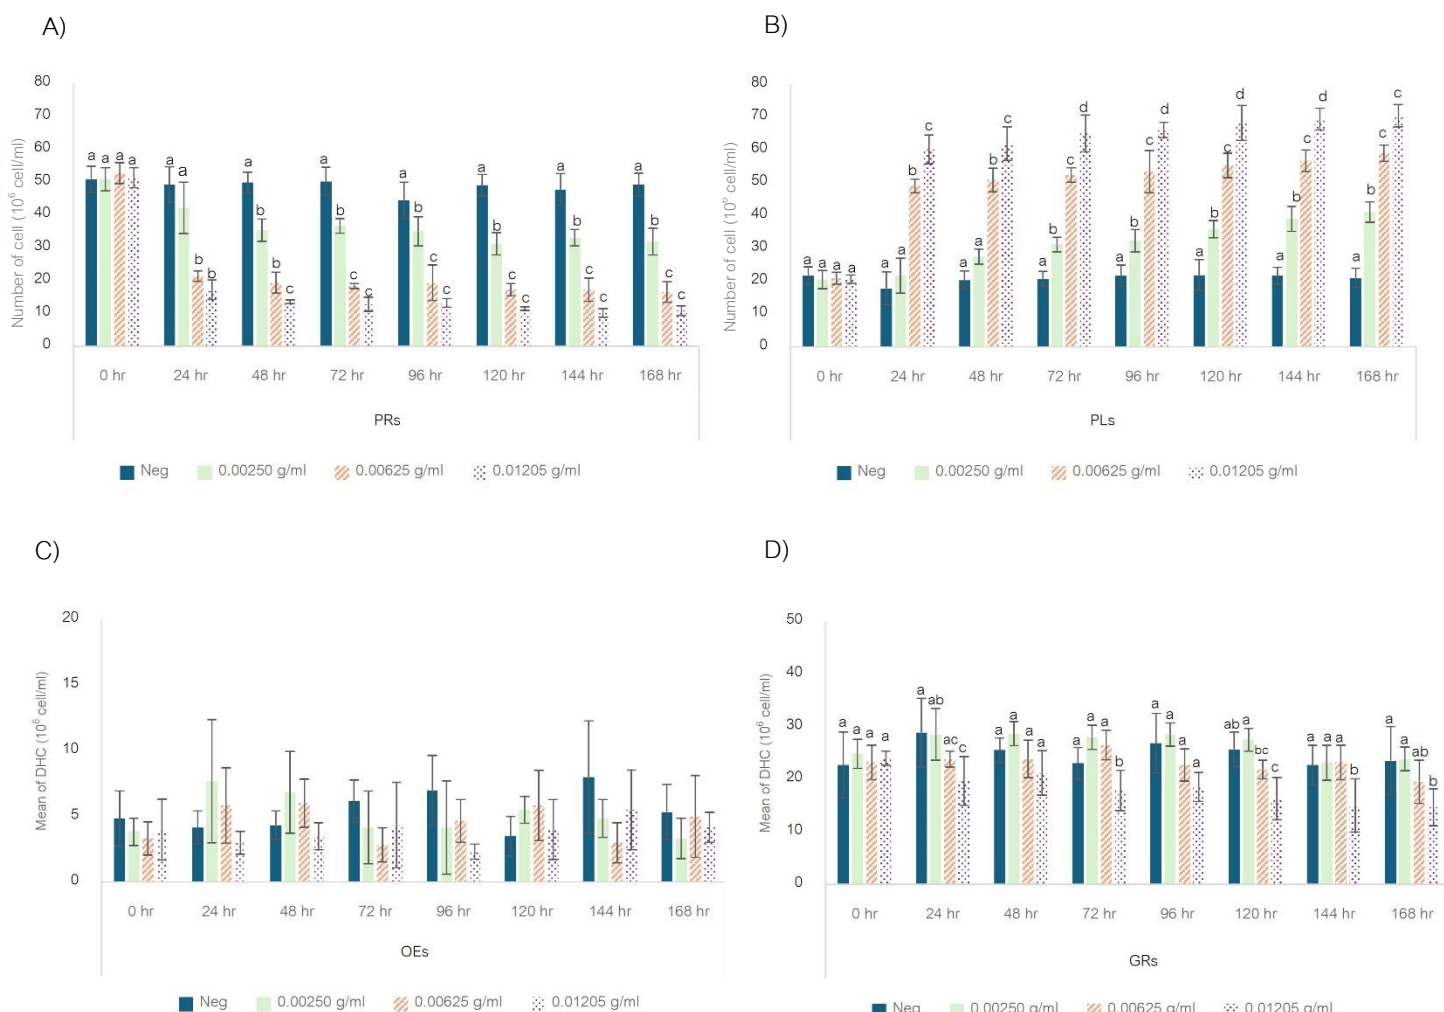 A)
Number of cell (10⁶ cell/ml)
80
70
60
50
40
30
20
10
0
a a a a
a a b b
a b b c
a b c c
a b c c
a b c c
a b c c
a b c c
0 hr 24 hr 48 hr 72 hr 96 hr 120 hr 144 hr 168 hr
PRs
Neg 0.00250 g/ml 0.00625 g/ml 0.01205 g/ml
B)
Number of cell (10⁶ cell/ml)
80
70
60
50
40
30
20
10
0
a a a a
a a b c
a a b c
a b c d
a b c d
a b c d
a b b d
a b c c
0 hr 24 hr 48 hr 72 hr 96 hr 120 hr 144 hr 168 hr
PLs
Neg 0.00250 g/ml 0.00625 g/ml 0.01205 g/ml
C)
Mean of DHC (10⁶ cell/ml)
20
15
10
5
0
0 hr 24 hr 48 hr 72 hr 96 hr 120 hr 144 hr 168 hr
OEs
Neg 0.00250 g/ml 0.00625 g/ml 0.01205 g/ml
D)
Mean of DHC (10⁶ cell/ml)
50
40
30
20
10
0
a a a a
a ab ac c
a a a a
a a a b
a a a a
ab a bc c
a a a b
a a ab b
0 hr 24 hr 48 hr 72 hr 96 hr 120 hr 144 hr 168 hr
GRs
Neg 0.00250 g/ml 0.00625 g/ml 0.01205 g/ml